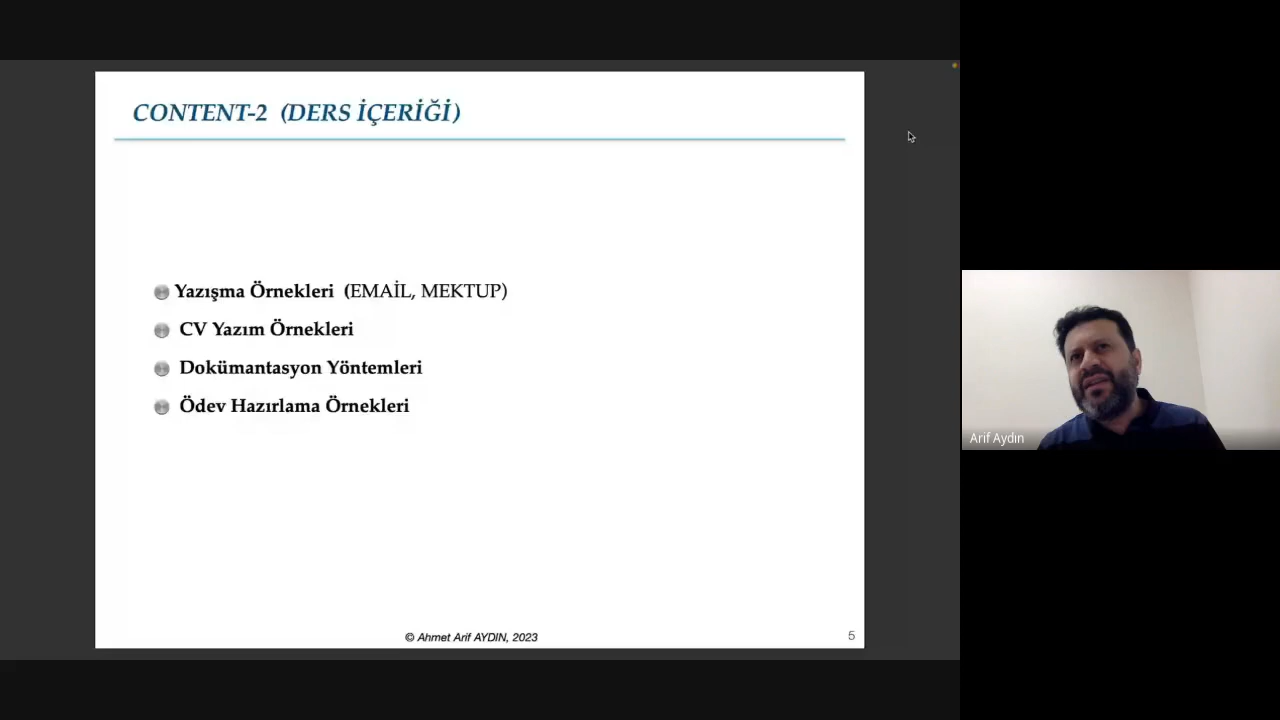 CONTENT-2 (DERS İÇERİĞİ)
Yazışma Örnekleri (EMAİL, MEKTUP)
CV Yazım Örnekleri
Dokümantasyon Yöntemleri
Ödev Hazırlama Örnekleri
© Ahmet Arif AYDIN, 2023
5
Arif Aydın